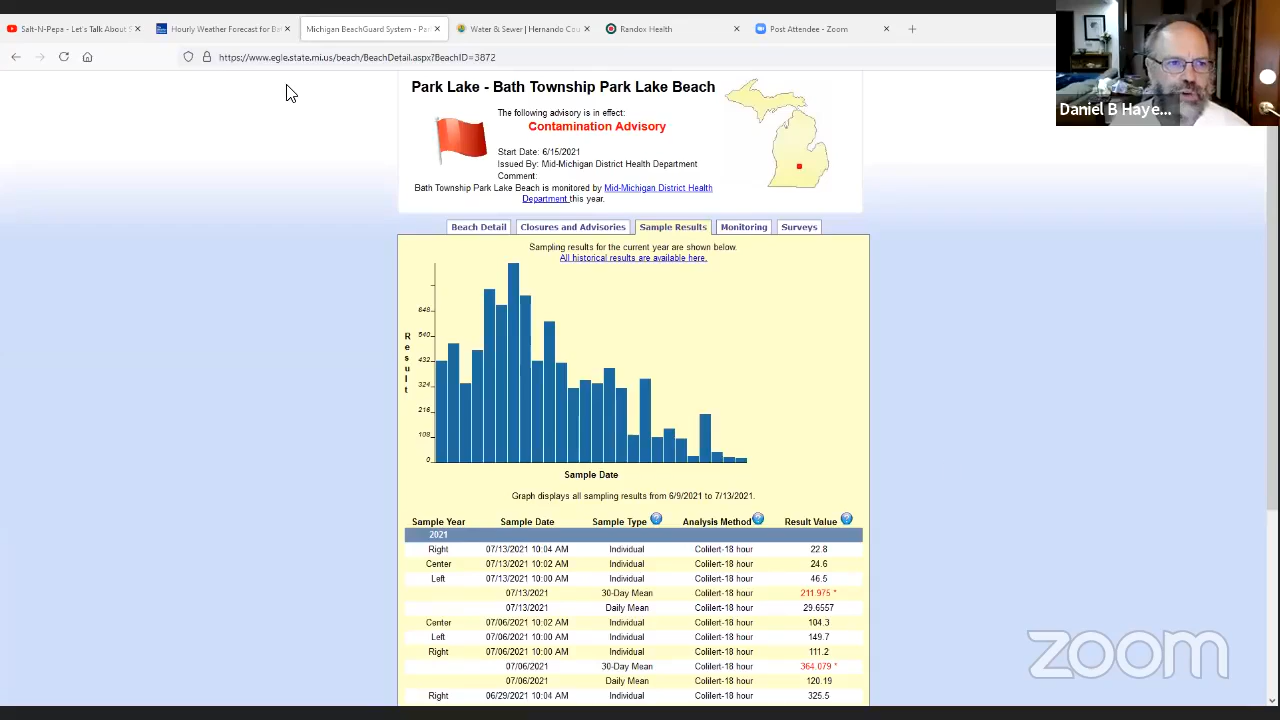 Salt-N-Pepa - Let's Talk About S
Hourly Weather Forecast for Bat
Michigan BeachGuard System - Par
Water & Sewer | Hernando Cou
Randox Health
Post Attendee - Zoom
https://www.egle.state.mi.us/beach/BeachDetail.aspx?BeachID=3872
Daniel B Haye...
Park Lake - Bath Township Park Lake Beach
The following advisory is in effect:
Contamination Advisory
Start Date: 6/15/2021
Issued By: Mid-Michigan District Health Department
Comment:
Bath Township Park Lake Beach is monitored by Mid-Michigan District Health
Department this year.
Beach Detail Closures and Advisories Sample Results Monitoring Surveys
Sampling results for the current year are shown below.
All historical results are available here.
Result
648
540
432
324
216
108
0
Sample Date
Graph displays all sampling results from 6/9/2021 to 7/13/2021.
Sample Year Sample Date Sample Type ? Analysis Method ? Result Value ?
2021
Right 07/13/2021 10:04 AM Individual Colilert-18 hour 22.8
Center 07/13/2021 10:02 AM Individual Colilert-18 hour 24.6
Left 07/13/2021 10:00 AM Individual Colilert-18 hour 46.5
07/13/2021 30-Day Mean Colilert-18 hour 211.975 *
07/13/2021 Daily Mean Colilert-18 hour 29.6557
Center 07/06/2021 10:02 AM Individual Colilert-18 hour 104.3
Left 07/06/2021 10:00 AM Individual Colilert-18 hour 149.7
Right 07/06/2021 10:00 AM Individual Colilert-18 hour 111.2
07/06/2021 30-Day Mean Colilert-18 hour 364.079 *
07/06/2021 Daily Mean Colilert-18 hour 120.19
Right 06/29/2021 10:04 AM Individual Colilert-18 hour 325.5
zoom